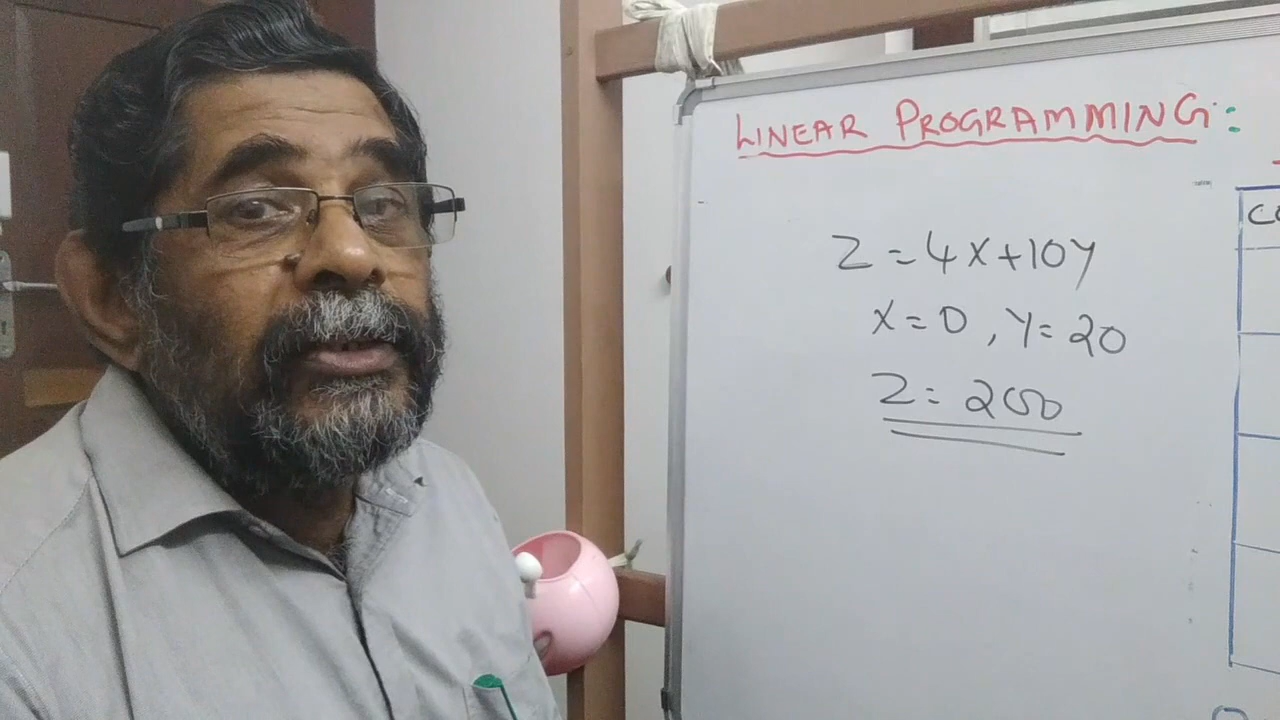 LINEAR PROGRAMMING:
Z = 4X+10Y
X = 0 , Y = 20
Z = 200